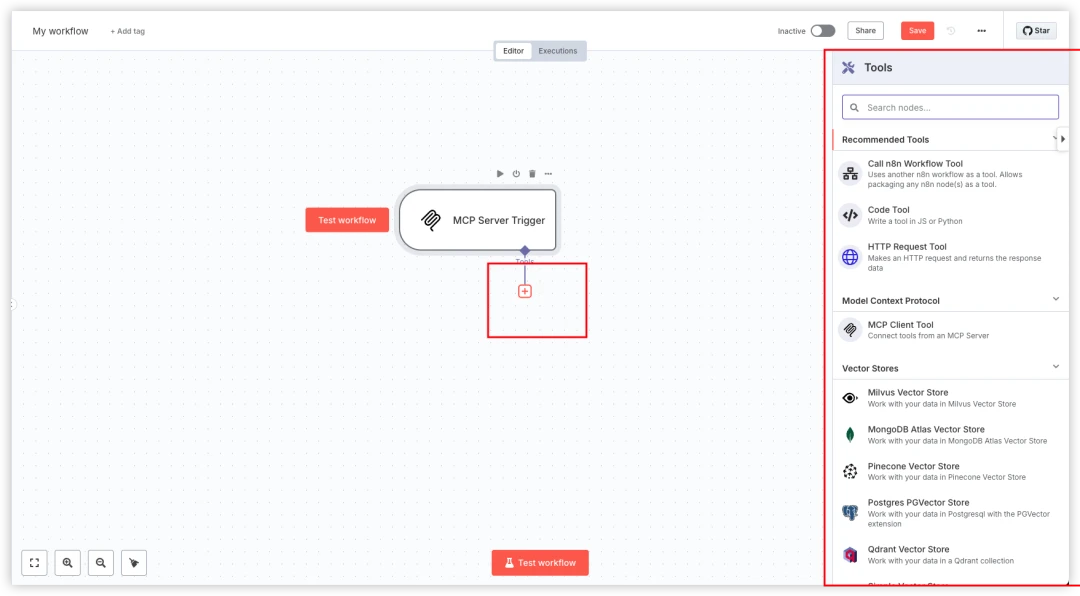 My workflow
+ Add tag
Inactive
Share
Save
Star
Editor
Executions
Tools
Search nodes...
Recommended Tools
Call n8n Workflow Tool
Uses another n8n workflow as a tool. Allows
packaging any n8n node(s) as a tool.
Code Tool
Write a tool in JS or Python
HTTP Request Tool
Makes an HTTP request and returns the response
data
Model Context Protocol
MCP Client Tool
Connect tools from an MCP Server
Vector Stores
Milvus Vector Store
Work with your data in Milvus Vector Store
MongoDB Atlas Vector Store
Work with your data in MongoDB Atlas Vector Store
Pinecone Vector Store
Work with your data in Pinecone Vector Store
Postgres PGVector Store
Work with your data in Postgresql with the PGVector
extension
Qdrant Vector Store
Work with your data in a Qdrant collection
Simple Vector Store
Test workflow
MCP Server Trigger
Tools
Test workflow